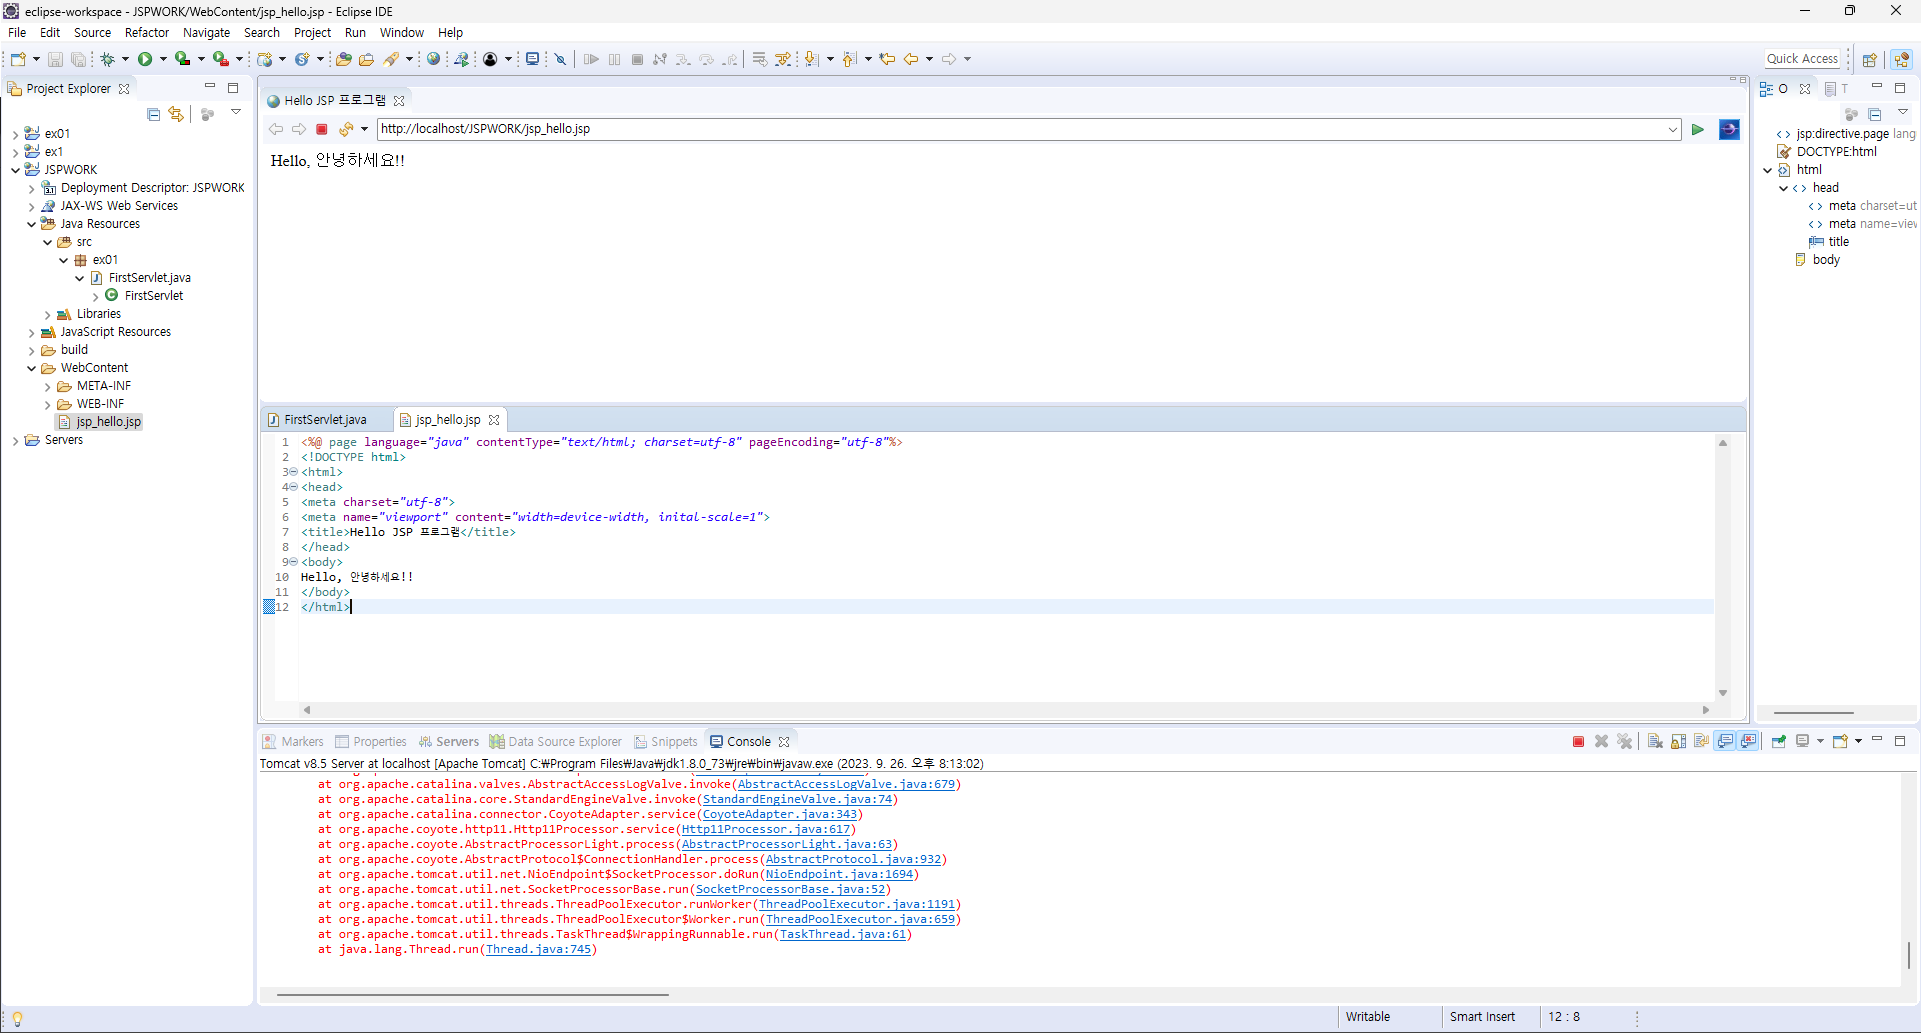 eclipse-workspace - JSPWORK/WebContent/jsp_hello.jsp - Eclipse IDE
File Edit Source Refactor Navigate Search Project Run Window Help
Quick Access
Project Explorer
ex01
ex1
JSPWORK
Deployment Descriptor: JSPWORK
JAX-WS Web Services
Java Resources
src
ex01
FirstServlet.java
FirstServlet
Libraries
JavaScript Resources
build
WebContent
META-INF
WEB-INF
jsp_hello.jsp
Servers
Hello JSP 프로그램
http://localhost/JSPWORK/jsp_hello.jsp
Hello, 안녕하세요!!
FirstServlet.java jsp_hello.jsp
1 <%@ page language="java" contentType="text/html; charset=utf-8" pageEncoding="utf-8"%>
2 <!DOCTYPE html>
3 <html>
4 <head>
5 <meta charset="utf-8">
6 <meta name="viewport" content="width=device-width, inital-scale=1">
7 <title>Hello JSP 프로그램</title>
8 </head>
9 <body>
10 Hello, 안녕하세요!!
11 </body>
12 </html>
O T
jsp:directive.page lang
DOCTYPE:html
html
head
meta charset=ut
meta name=view
title
body
Markers Properties Servers Data Source Explorer Snippets Console
Tomcat v8.5 Server at localhost [Apache Tomcat] C:₩Program Files₩Java₩jdk1.8.0_73₩jre₩bin₩javaw.exe (2023. 9. 26. 오후 8:13:02)
at org.apache.catalina.valves.AbstractAccessLogValve.invoke(AbstractAccessLogValve.java:679)
at org.apache.catalina.core.StandardEngineValve.invoke(StandardEngineValve.java:74)
at org.apache.catalina.connector.CoyoteAdapter.service(CoyoteAdapter.java:343)
at org.apache.coyote.http11.Http11Processor.service(Http11Processor.java:617)
at org.apache.coyote.AbstractProcessorLight.process(AbstractProcessorLight.java:63)
at org.apache.coyote.AbstractProtocol$ConnectionHandler.process(AbstractProtocol.java:932)
at org.apache.tomcat.util.net.NioEndpoint$SocketProcessor.doRun(NioEndpoint.java:1694)
at org.apache.tomcat.util.net.SocketProcessorBase.run(SocketProcessorBase.java:52)
at org.apache.tomcat.util.threads.ThreadPoolExecutor.runWorker(ThreadPoolExecutor.java:1191)
at org.apache.tomcat.util.threads.ThreadPoolExecutor$Worker.run(ThreadPoolExecutor.java:659)
at org.apache.tomcat.util.threads.TaskThread$WrappingRunnable.run(TaskThread.java:61)
at java.lang.Thread.run(Thread.java:745)
Writable Smart Insert 12 : 8